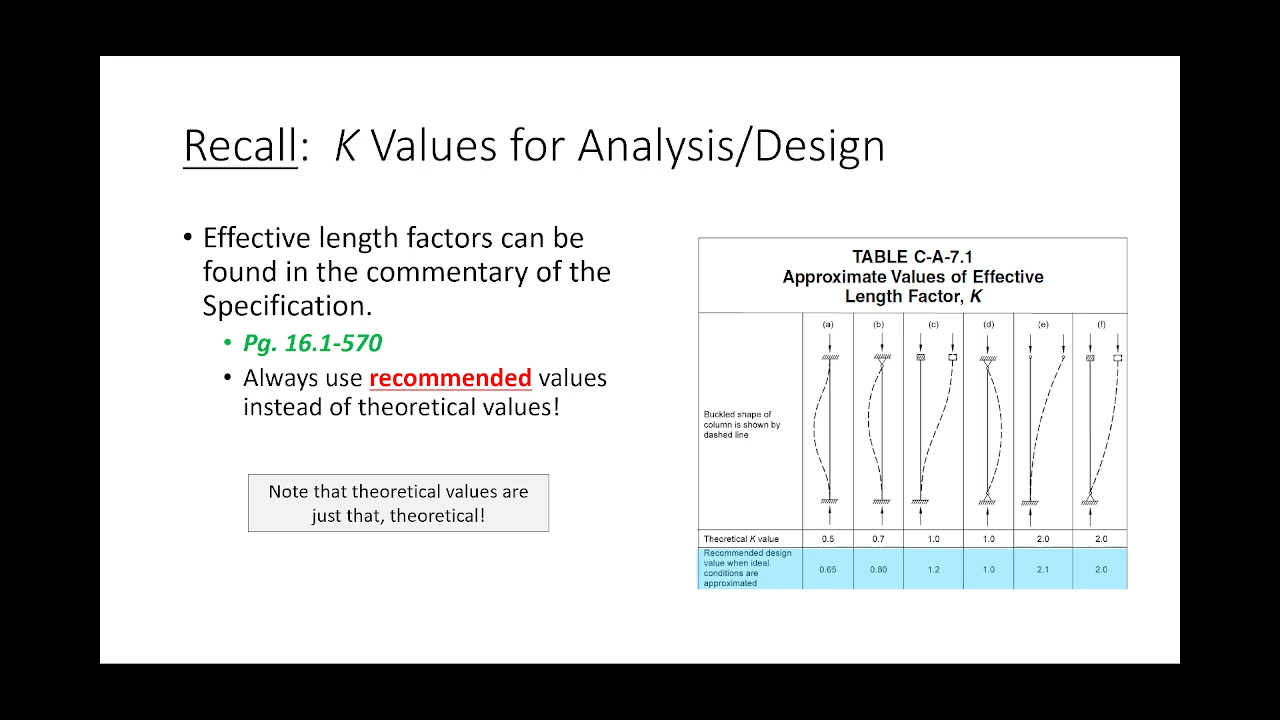 Recall: K Values for Analysis/Design
• Effective length factors can be
found in the commentary of the
Specification.
• Pg. 16.1-570
• Always use recommended values
instead of theoretical values!
Note that theoretical values are
just that, theoretical!
TABLE C-A-7.1
Approximate Values of Effective
Length Factor, K
(a) (b) (c) (d) (e) (f)
Buckled shape of
column is shown by
dashed line
Theoretical K value 0.5 0.7 1.0 1.0 2.0 2.0
Recommended design
value when ideal
conditions are
approximated
0.65 0.80 1.2 1.0 2.1 2.0